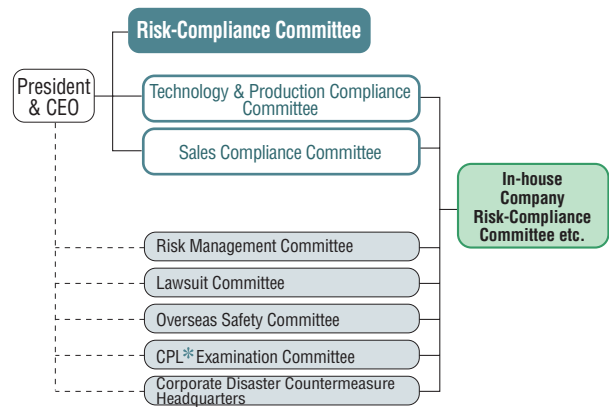 Risk-Compliance Committee
President
& CEO
Technology & Production Compliance
Committee
Sales Compliance Committee
In-house
Company
Risk-Compliance
Committee etc.
Risk Management Committee
Lawsuit Committee
Overseas Safety Committee
CPL* Examination Committee
Corporate Disaster Countermeasure
Headquarters